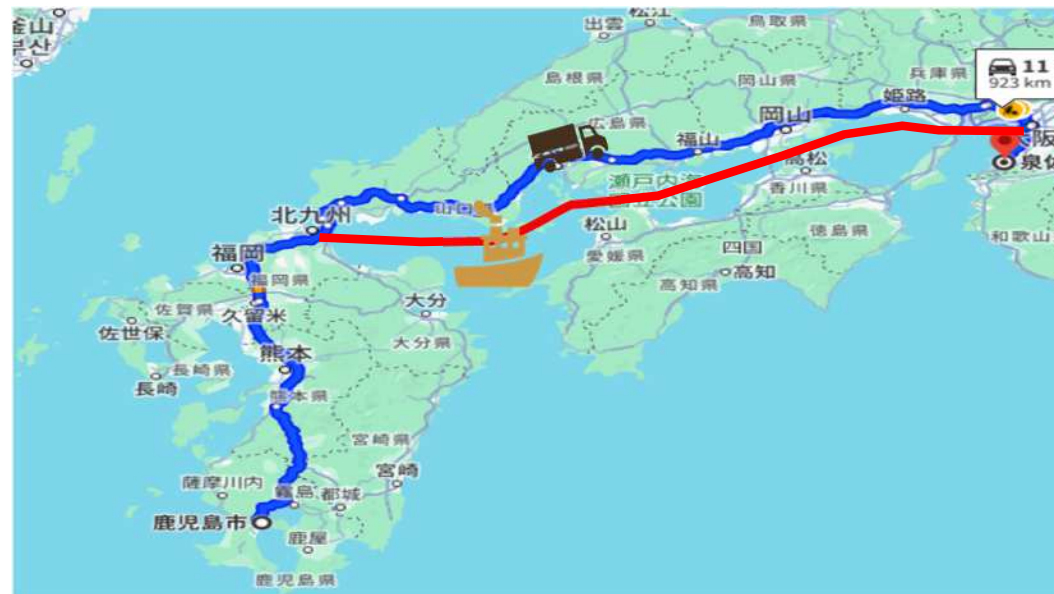 釜山
부산
松江
出雲
鳥取県
島根県
岡山県
兵庫県
11
923 km
姫路
広島県
岡山
福山
高松
瀬戸内海
国立公園
香川県
徳島県
和歌山
山口
北九州
松山
四国
愛媛県
高知
高知県
福岡
福岡県
大分
佐賀県
久留米
佐世保
大分県
熊本
長崎県
長崎
熊本県
宮崎県
宮崎
薩摩川内
霧島
都城
鹿児島市
鹿屋
鹿児島県